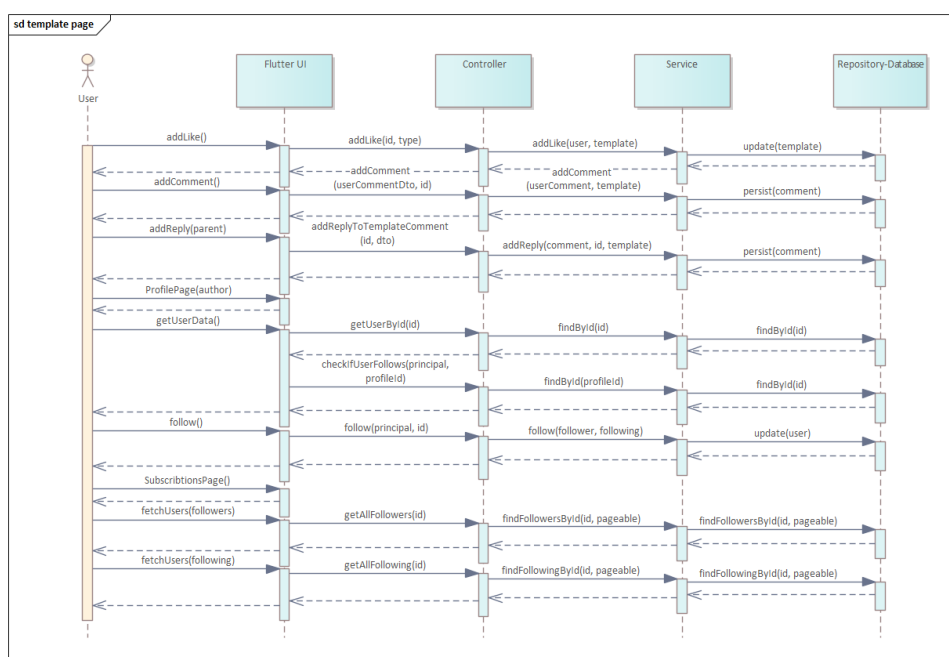 sd template page
User
Flutter UI
Controller
Service
Repository-Database
addLike()
addLike(id, type)
addLike(user, template)
update(template)
addComment()
addComment
(userCommentDto, id)
addComment
(userComment, template)
persist(comment)
addReply(parent)
addReplyToTemplateComment
(id, dto)
addReply(comment, id, template)
persist(comment)
ProfilePage(author)
getUserData()
getUserById(id)
findById(id)
findById(id)
checkIfUserFollows(principal,
profileId)
findById(profileId)
findById(id)
follow()
follow(principal, id)
follow(follower, following)
update(user)
SubscribtionsPage()
fetchUsers(followers)
getAllFollowers(id)
findFollowersById(id, pageable)
findFollowersById(id, pageable)
fetchUsers(following)
getAllFollowing(id)
findFollowingById(id, pageable)
findFollowingById(id, pageable)